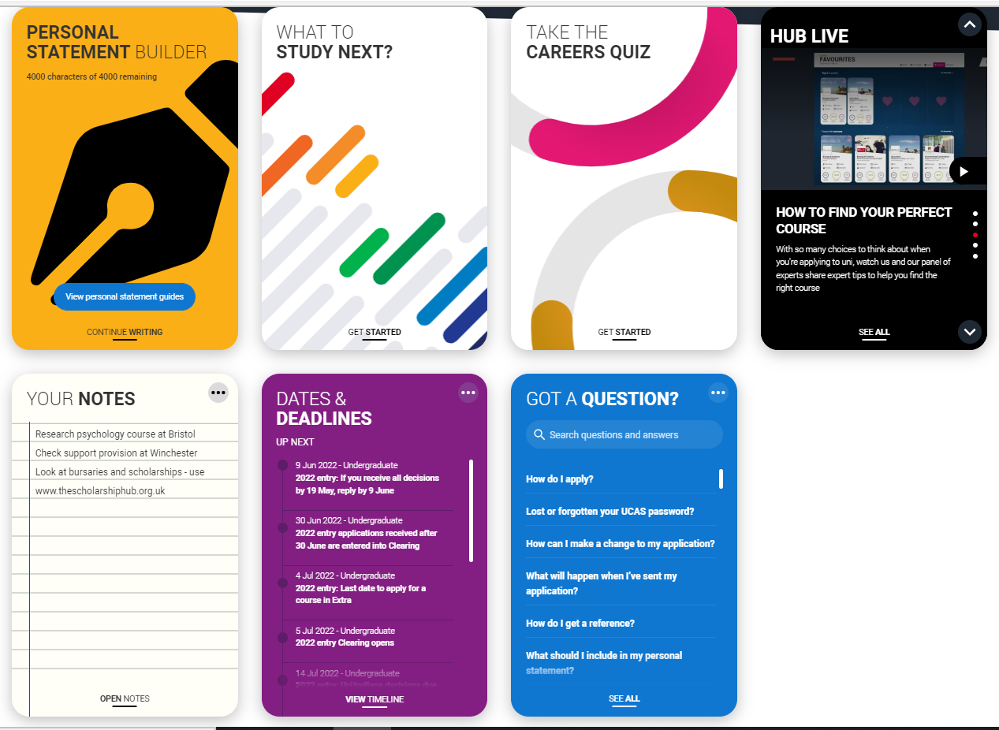 PERSONAL
STATEMENT BUILDER
4000 characters of 4000 remaining
View personal statement guides
CONTINUE WRITING
WHAT TO
STUDY NEXT?
GET STARTED
TAKE THE
CAREERS QUIZ
GET STARTED
HUB LIVE
FAVOURITES
HOW TO FIND YOUR PERFECT
COURSE
With so many choices to think about when
you're applying to uni, watch us and our panel of
experts share expert tips to help you find the
right course
SEE ALL
YOUR NOTES
Research psychology course at Bristol
Check support provision at Winchester
Look at bursaries and scholarships - use
www.thescholarshiphub.org.uk
OPEN NOTES
DATES &
DEADLINES
UP NEXT
9 Jun 2022 - Undergraduate
2022 entry: If you receive all decisions
by 19 May, reply by 9 June
30 Jun 2022 - Undergraduate
2022 entry applications received after
30 June are entered into Clearing
4 Jul 2022 - Undergraduate
2022 entry: Last date to apply for a
course in Extra
5 Jul 2022 - Undergraduate
2022 entry Clearing opens
14 Jul 2022 - Undergraduate
VIEW TIMELINE
GOT A QUESTION?
Search questions and answers
How do I apply?
Lost or forgotten your UCAS password?
How can I make a change to my application?
What will happen when I've sent my
application?
How do I get a reference?
What should I include in my personal
statement?
SEE ALL